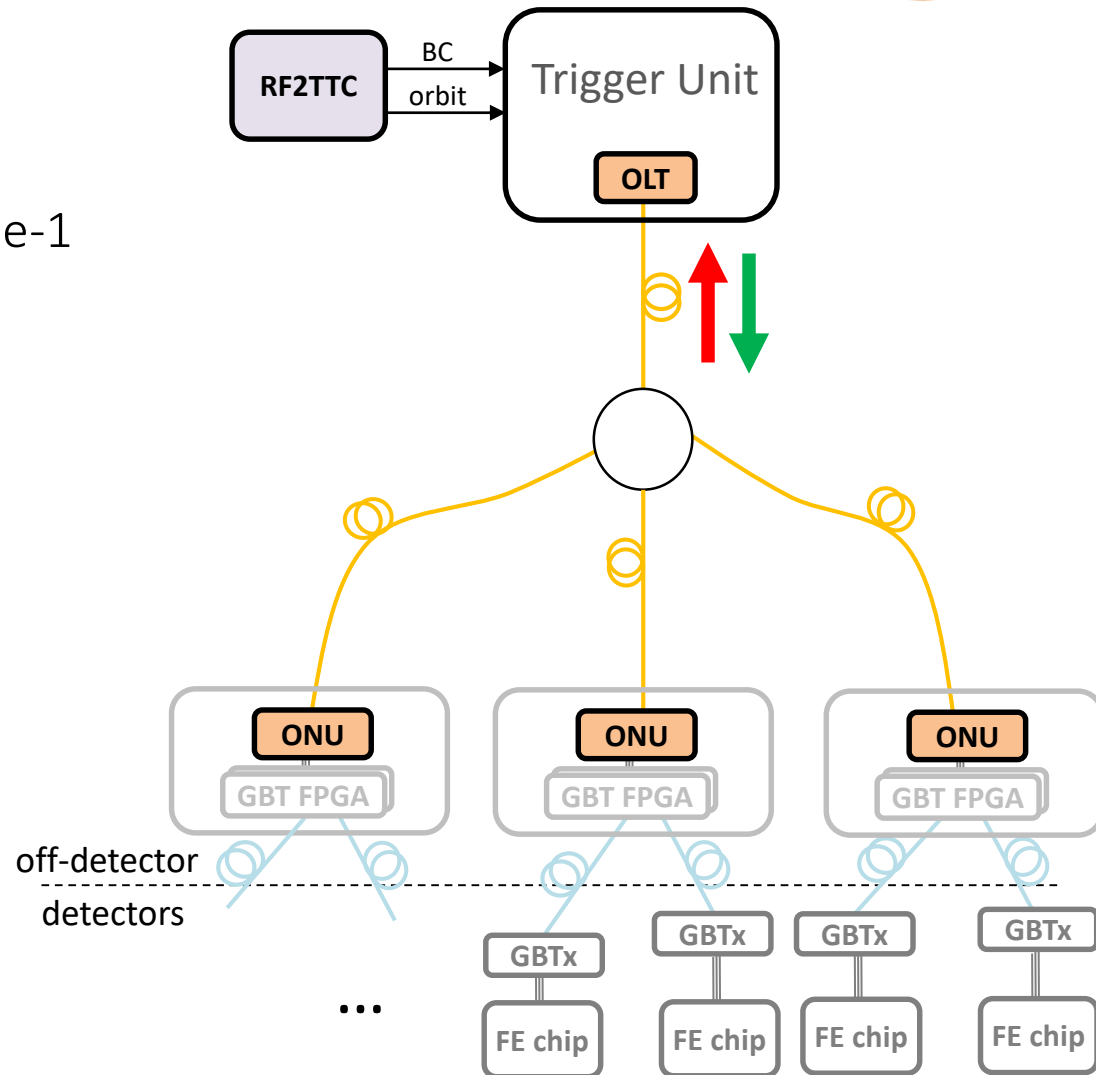 BC
RF2TTC
orbit
Trigger Unit
OLT
e-1
ONU
ONU
ONU
GBT FPGA
GBT FPGA
GBT FPGA
off-detector
detectors
GBTx
GBTx
GBTx
GBTx
...
FE chip
FE chip
FE chip
FE chip